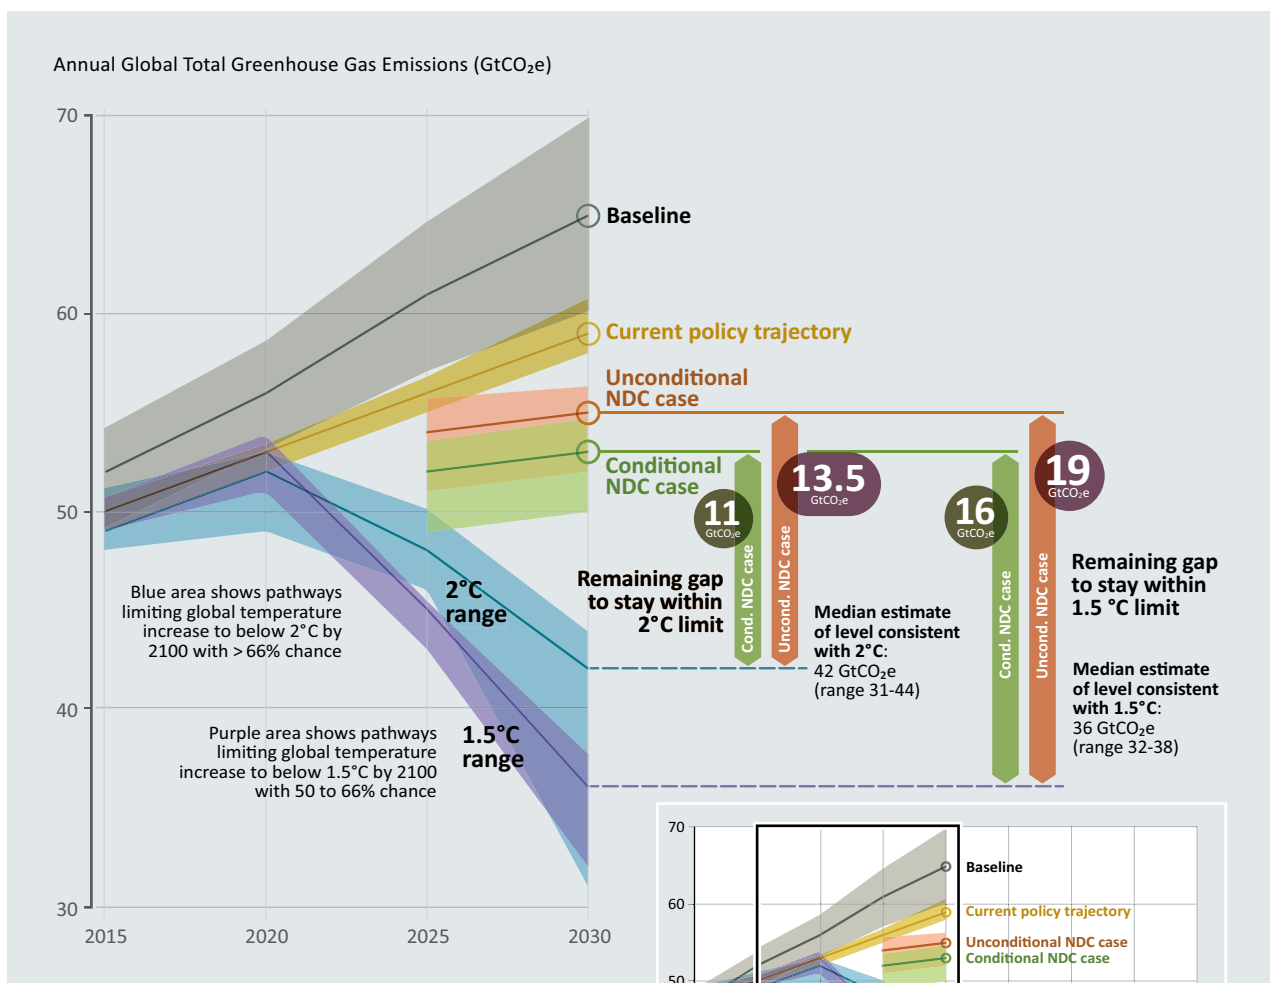 Annual Global Total Greenhouse Gas Emissions (GtCO₂e)
70
60
50
40
30
2015
2020
2025
2030
Baseline
Current policy trajectory
Unconditional
NDC case
Conditional
NDC case
2°C
range
1.5°C
range
Blue area shows pathways
limiting global temperature
increase to below 2°C by
2100 with >66% chance
Purple area shows pathways
limiting global temperature
increase to below 1.5°C by 2100
with 50 to 66% chance
11
GtCO₂e
13.5
GtCO₂e
Cond. NDC case
Uncond. NDC case
Remaining gap
to stay within
2°C limit
Median estimate
of level consistent
with 2°C:
42 GtCO₂e
(range 31-44)
16
GtCO₂e
19
GtCO₂e
Cond. NDC case
Uncond. NDC case
Remaining gap
to stay within
1.5 °C limit
Median estimate
of level consistent
with 1.5°C:
36 GtCO₂e
(range 32-38)
70
60
50
Baseline
Current policy trajectory
Unconditional NDC case
Conditional NDC case